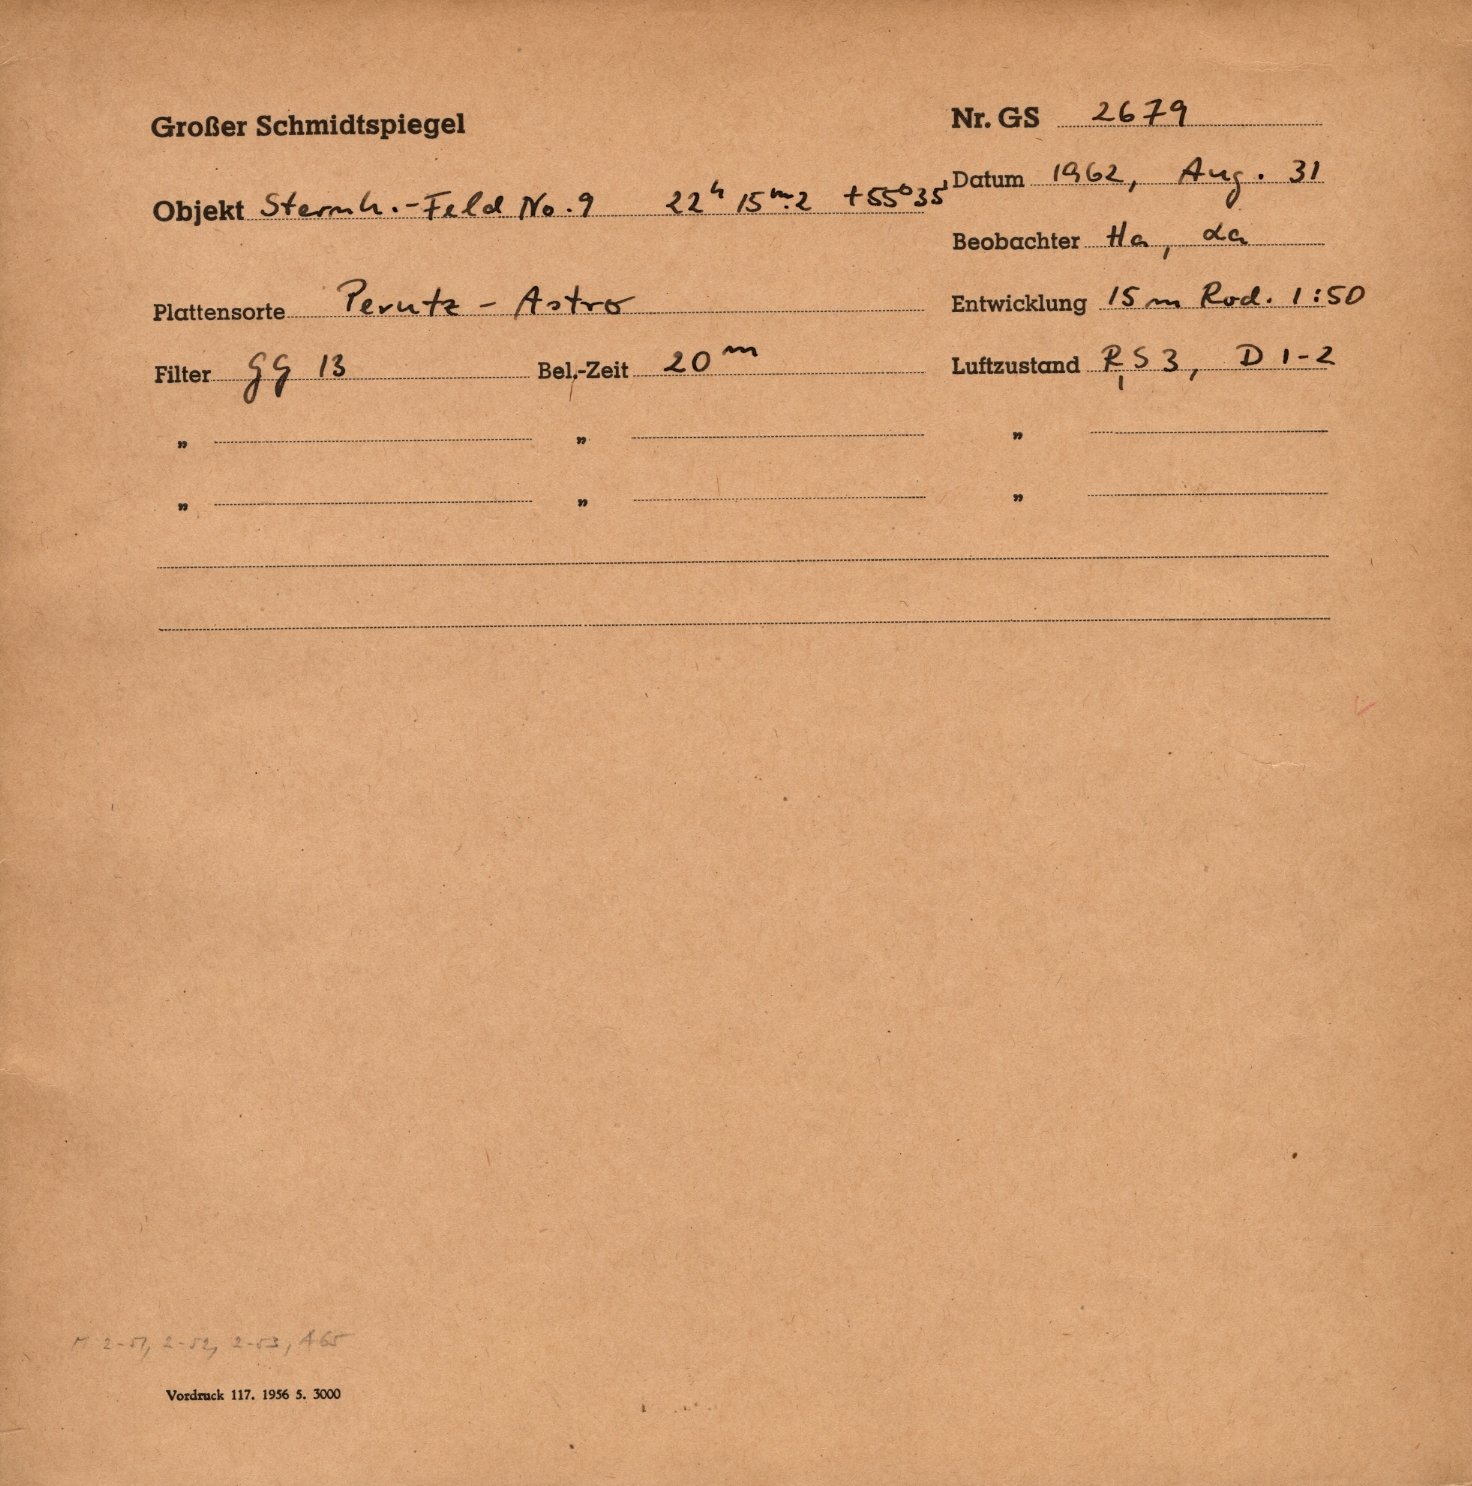 Großer Schmidtspiegel
Nr. GS 2679
Datum 1962, Aug. 31
Objekt Sternh.-Feld No. 9 22h 15m.2 +55°35'
Beobachter Ha, La
Plattensorte Perutz - Astro
Entwicklung 15m Rod. 1:50
Filter GG 13 Bel.-Zeit 20m
Luftzustand R, S 3, D 1-2
" " "
" " "
2-51, 2-52, 2-53, A65
Vordruck 117. 1956 5. 3000